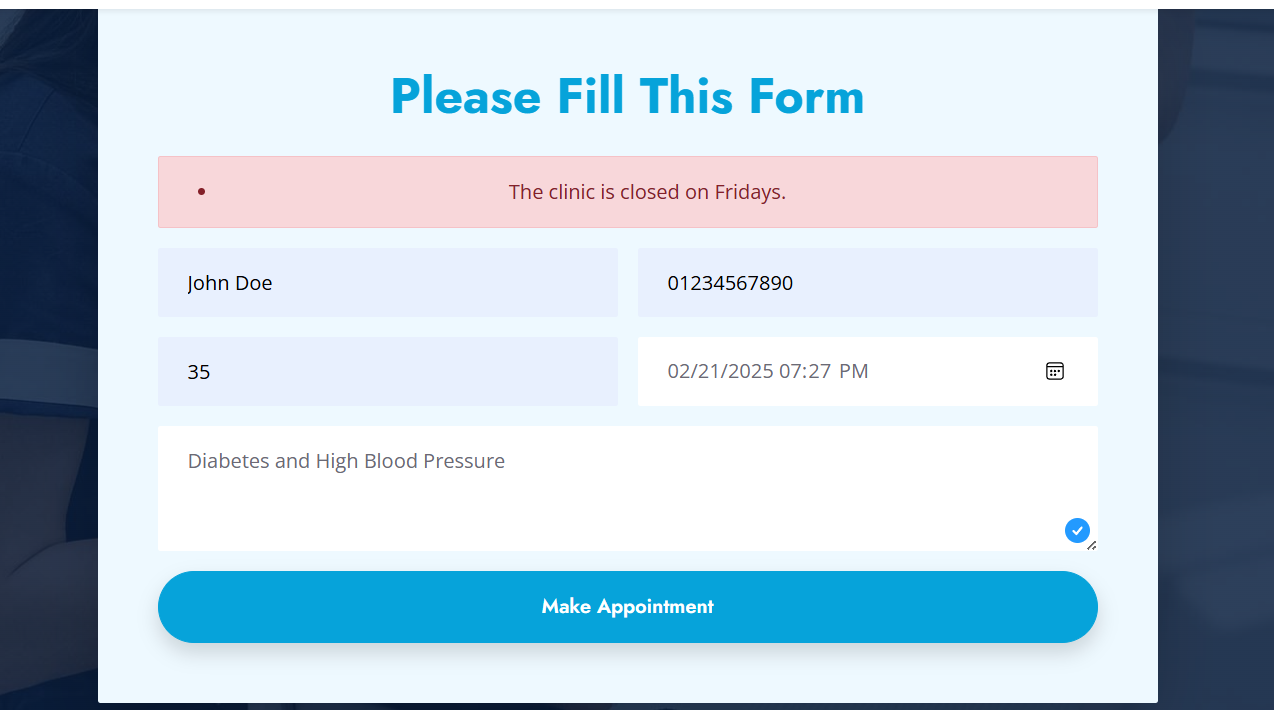 Please Fill This Form
• The clinic is closed on Fridays.
John Doe
01234567890
35
02/21/2025 07:27 PM
Diabetes and High Blood Pressure
Make Appointment